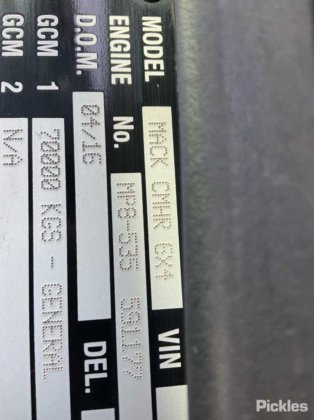 MODEL MACK CMHR 6X4
ENGINE No. MP8-535 591177 VIN
D.O.M. 04/16 DEL.
GCM 1 70000 KGS - GENERAL
GCM 2 N/A
Pickles